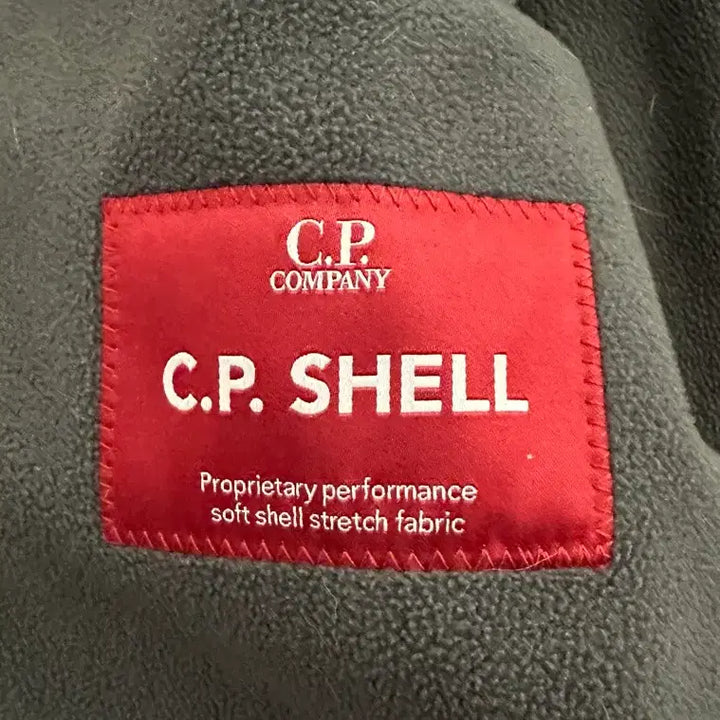 C.P.
COMPANY
C.P. SHELL
Proprietary performance
soft shell stretch fabric